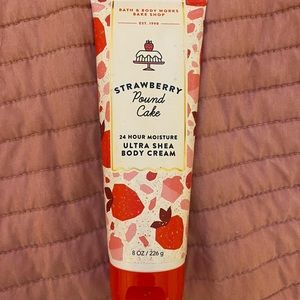 BATH & BODY WORKS
BAKE SHOP
EST. 1990
STRAWBERRY
Pound
Cake
24 HOUR MOISTURE
ULTRA SHEA
BODY CREAM
8 OZ / 226 g